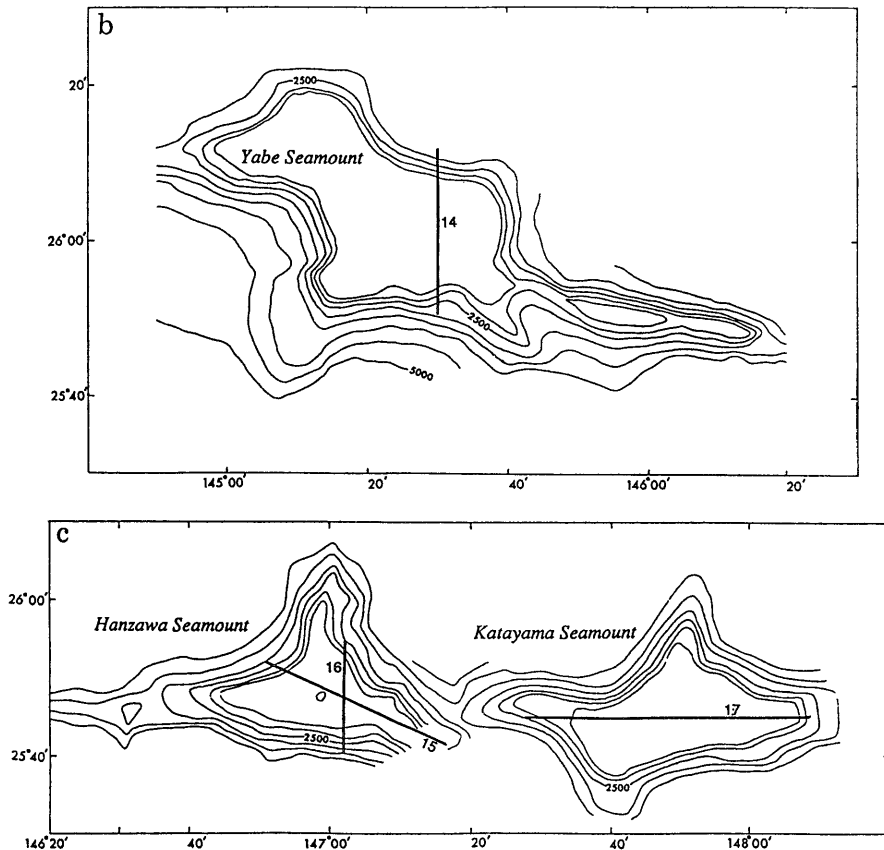 b
20′
2500
Yabe Seamount
14
26°00′
2500
5000
25°40′
145°00′ 20′ 40′ 146°00′ 20′
c
26°00′
Hanzawa Seamount
Katayama Seamount
16
17
2500
15
25°40′
2500
146°20′ 40′ 147°00′ 20′ 40′ 148°00′